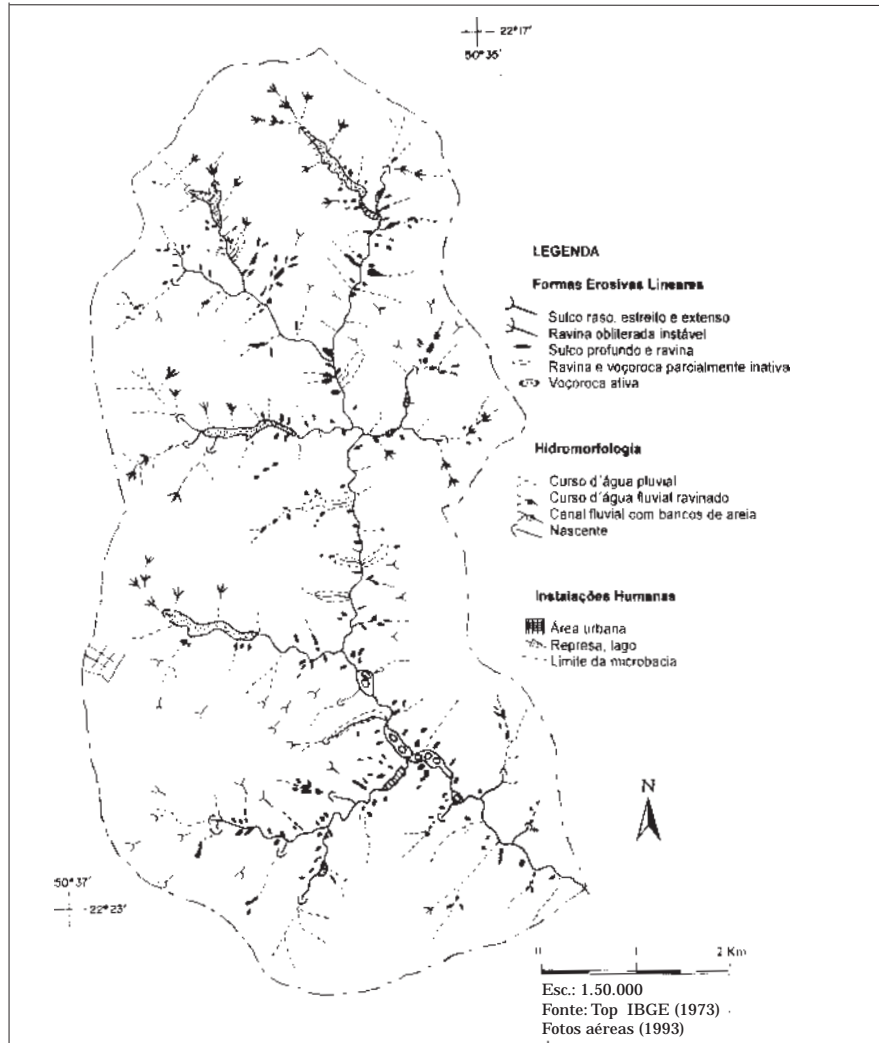 22°17'
50°35'
LEGENDA
Formas Erosivas Lineares
Sulco raso, estreito e extenso
Ravina obliterada instável
Sulco profundo e ravina
Ravina e voçoroca parcialmente inativa
Voçoroca ativa
Hidromorfologia
Curso d'água pluvial
Curso d'água fluvial ravinado
Canal fluvial com bancos de areia
Nascente
Instalações Humanas
Área urbana
Represa, lago
Limite da microbacia
N
50°37'
22°23'
0 | 2 Km
Esc.: 1.50.000
Fonte: Top IBGE (1973)
Fotos aéreas (1993)